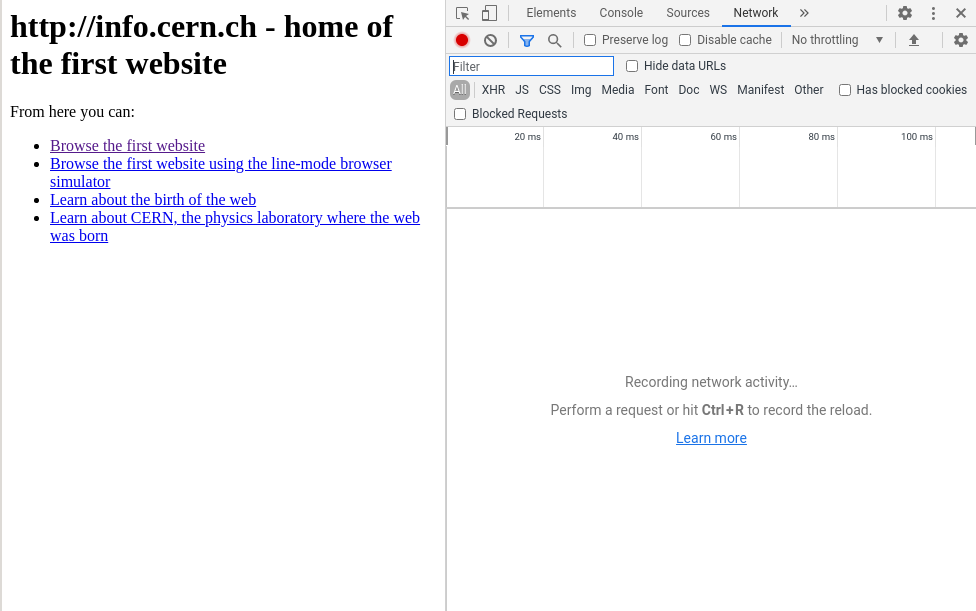 http://info.cern.ch - home of
the first website
From here you can:
Browse the first website
Browse the first website using the line-mode browser
simulator
Learn about the birth of the web
Learn about CERN, the physics laboratory where the web
was born
Elements Console Sources Network
Preserve log Disable cache No throttling
Filter Hide data URLs
All XHR JS CSS Img Media Font Doc WS Manifest Other Has blocked cookies
Blocked Requests
20 ms 40 ms 60 ms 80 ms 100 ms
Recording network activity…
Perform a request or hit Ctrl+R to record the reload.
Learn more